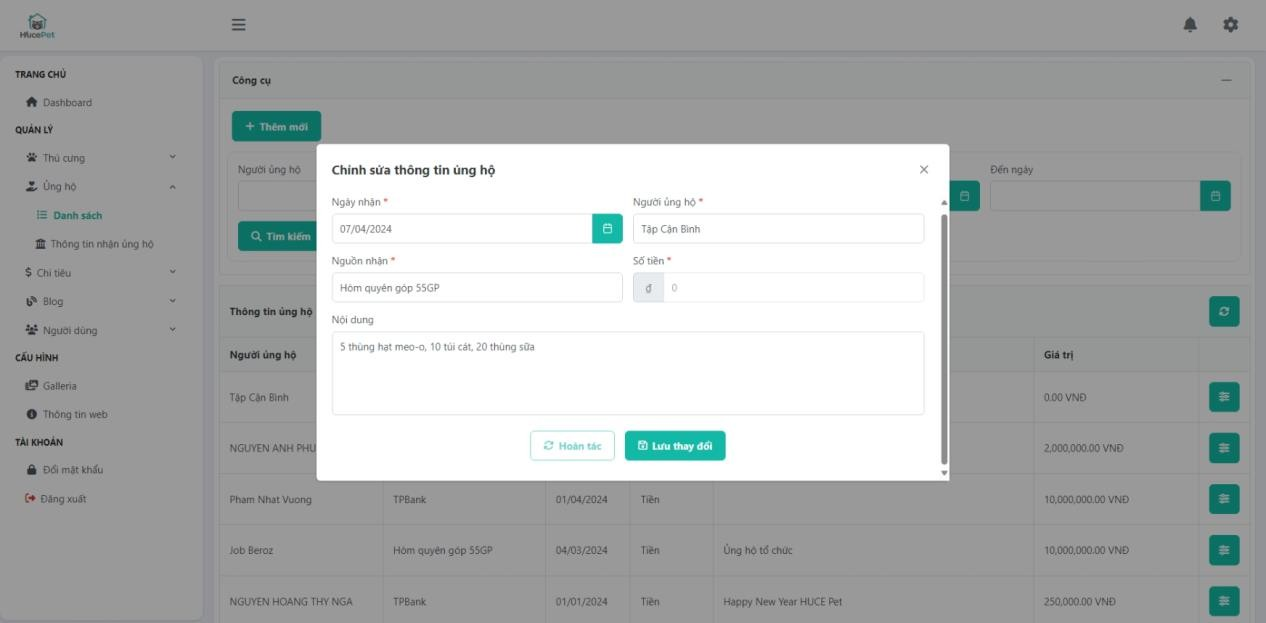 HucePet
TRANG CHỦ
Công cụ
Dashboard
QUẢN LÝ
Thêm mới
Thú cưng
Người ủng hộ
Đến ngày
Ủng hộ
Danh sách
Tìm kiếm
Thông tin nhận ủng hộ
Chi tiêu
Blog
Người dùng
CẤU HÌNH
Galleria
Thông tin web
TÀI KHOẢN
Đổi mật khẩu
Đăng xuất
Chỉnh sửa thông tin ủng hộ
Ngày nhận * Người ủng hộ *
07/04/2024 Tập Cận Bình
Nguồn nhận * Số tiền *
Hòm quyên góp 55GP ₫ 0
Nội dung
5 thùng hạt meo-o, 10 túi cát, 20 thùng sữa
Hoàn tác Lưu thay đổi
Thông tin ủng hộ
Người ủng hộ Giá trị
Tập Cận Bình 0.00 VNĐ
NGUYEN ANH PHU 2,000,000.00 VNĐ
Pham Nhat Vuong TPBank 01/04/2024 Tiền 10,000,000.00 VNĐ
Job Beroz Hòm quyên góp 55GP 04/03/2024 Tiền Ủng hộ tổ chức 10,000,000.00 VNĐ
NGUYEN HOANG THY NGA TPBank 01/01/2024 Tiền Happy New Year HUCE Pet 250,000.00 VNĐ